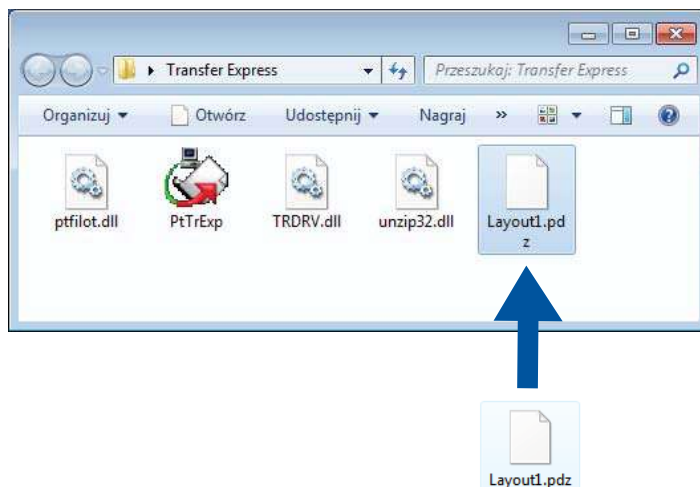 Transfer Express
Przeszukaj: Transfer Express
Organizuj
Otwórz
Udostępnij
Nagraj
»
ptfilot.dll
PtTrExp
TRDRV.dll
unzip32.dll
Layout1.pd
z
Layout1.pdz